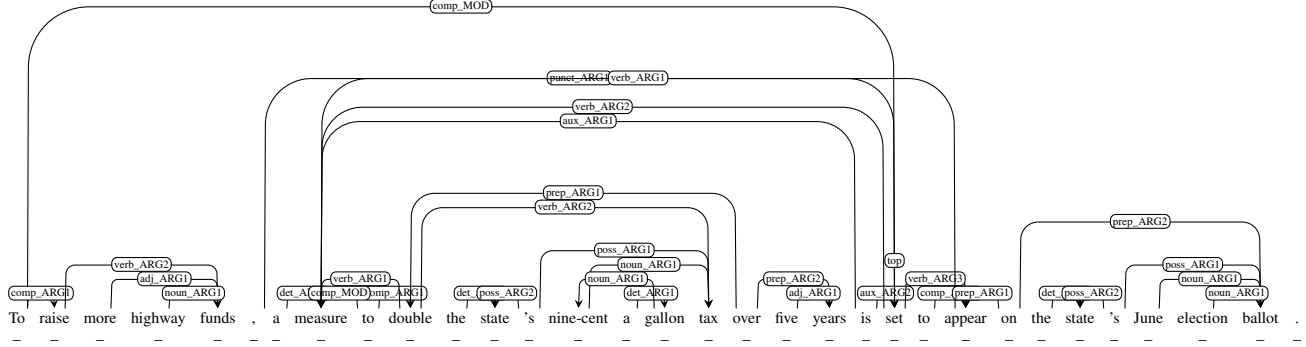 comp_MOD
punct_ARG1 verb_ARG1
verb_ARG2
aux_ARG1
prep_ARG1
verb_ARG2
prep_ARG2
poss_ARG1
top
verb_ARG2 noun_ARG1 poss_ARG1
adj_ARG1 verb_ARG1 noun_ARG1 prep_ARG2 verb_ARG3 noun_ARG1
comp_ARG1 noun_ARG1 comp_MOD det_ARG1 poss_ARG2 adj_ARG1 aux_ARG2 prep_ARG1 poss_ARG2 noun_ARG1
To raise more highway funds , a measure to double the state 's nine-cent a gallon tax over five years is set to appear on the state 's June election ballot .
_ _ _ _ _ _ _ _ _ _ _ _ _ _ _ _ _ _ _ _ _ _ _ _ _ _ _ _ _ _ _ _